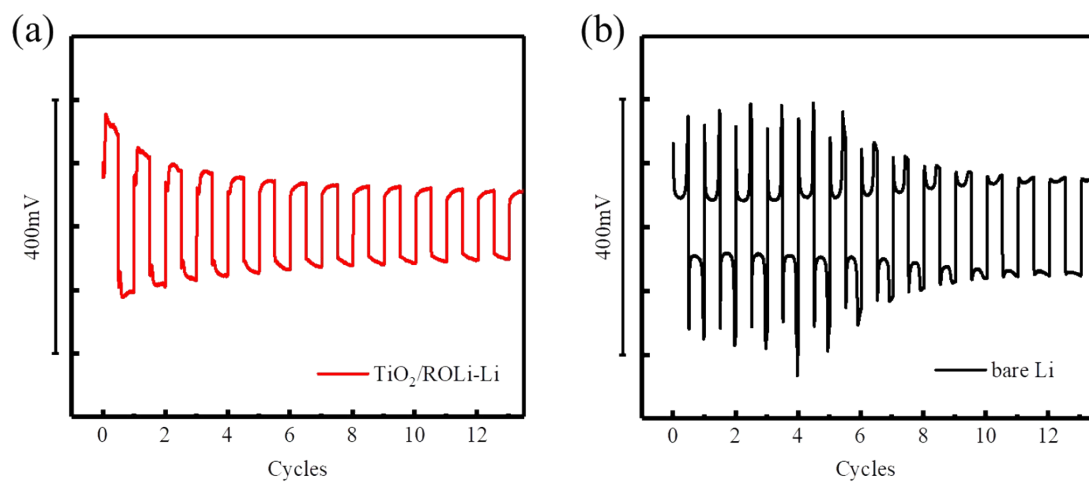 (a)
400mV
TiO₂/ROLi-Li
0 2 4 6 8 10 12
Cycles
(b)
400mV
bare Li
0 2 4 6 8 10 12
Cycles